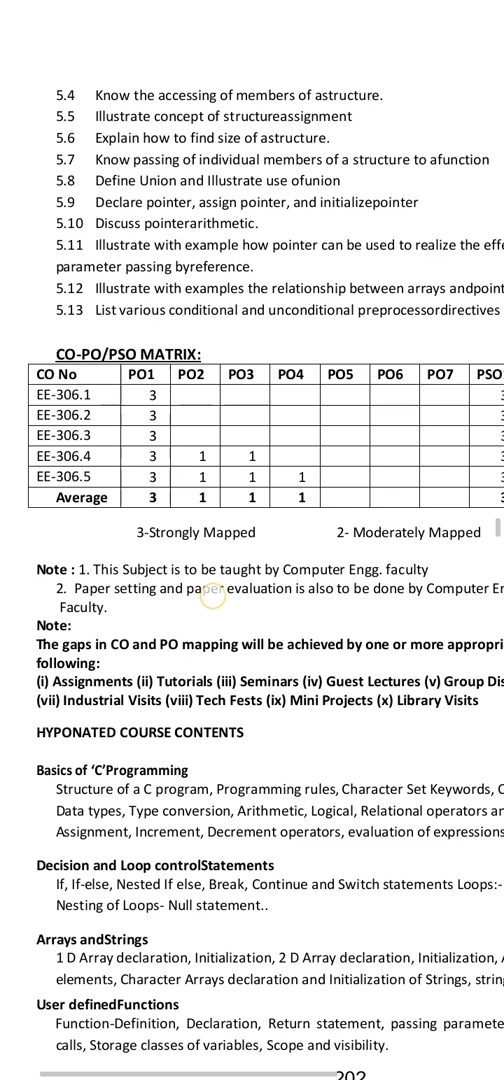 5.4 Know the accessing of members of astructure.
5.5 Illustrate concept of structureassignment
5.6 Explain how to find size of astructure.
5.7 Know passing of individual members of a structure to afunction
5.8 Define Union and Illustrate use ofunion
5.9 Declare pointer, assign pointer, and initializepointer
5.10 Discuss pointerarithmetic.
5.11 Illustrate with example how pointer can be used to realize the
parameter passing byreference.
5.12 Illustrate with examples the relationship between arrays
5.13 List various conditional and unconditional preprocessordirectives
CO-PO/PSO MATRIX:
CO No PO1 PO2 PO3 PO4 PO5 PO6 PO7 PSO
EE-306.1 3
EE-306.2 3
EE-306.3 3
EE-306.4 3 1 1
EE-306.5 3 1 1 1
Average 3 1 1 1
3-Strongly Mapped 2- Moderately Mapped
Note : 1. This Subject is to be taught by Computer Engg. faculty
2. Paper setting and paper evaluation is also to be done by Computer
Faculty.
Note:
The gaps in CO and PO mapping will be achieved by one or more
following:
(i) Assignments (ii) Tutorials (iii) Seminars (iv) Guest Lectures (v) Group
(vii) Industrial Visits (viii) Tech Fests (ix) Mini Projects (x) Library Visits
HYPONATED COURSE CONTENTS
Basics of ‘C’Programming
Structure of a C program, Programming rules, Character Set Keywords,
Data types, Type conversion, Arithmetic, Logical, Relational operators
Assignment, Increment, Decrement operators, evaluation of expressions
Decision and Loop controlStatements
If, If-else, Nested If else, Break, Continue and Switch statements Loops:-
Nesting of Loops- Null statement..
Arrays andStrings
1 D Array declaration, Initialization, 2 D Array declaration, Initialization,
elements, Character Arrays declaration and Initialization of Strings,
User definedFunctions
Function-Definition, Declaration, Return statement, passing
calls, Storage classes of variables, Scope and visibility.
202